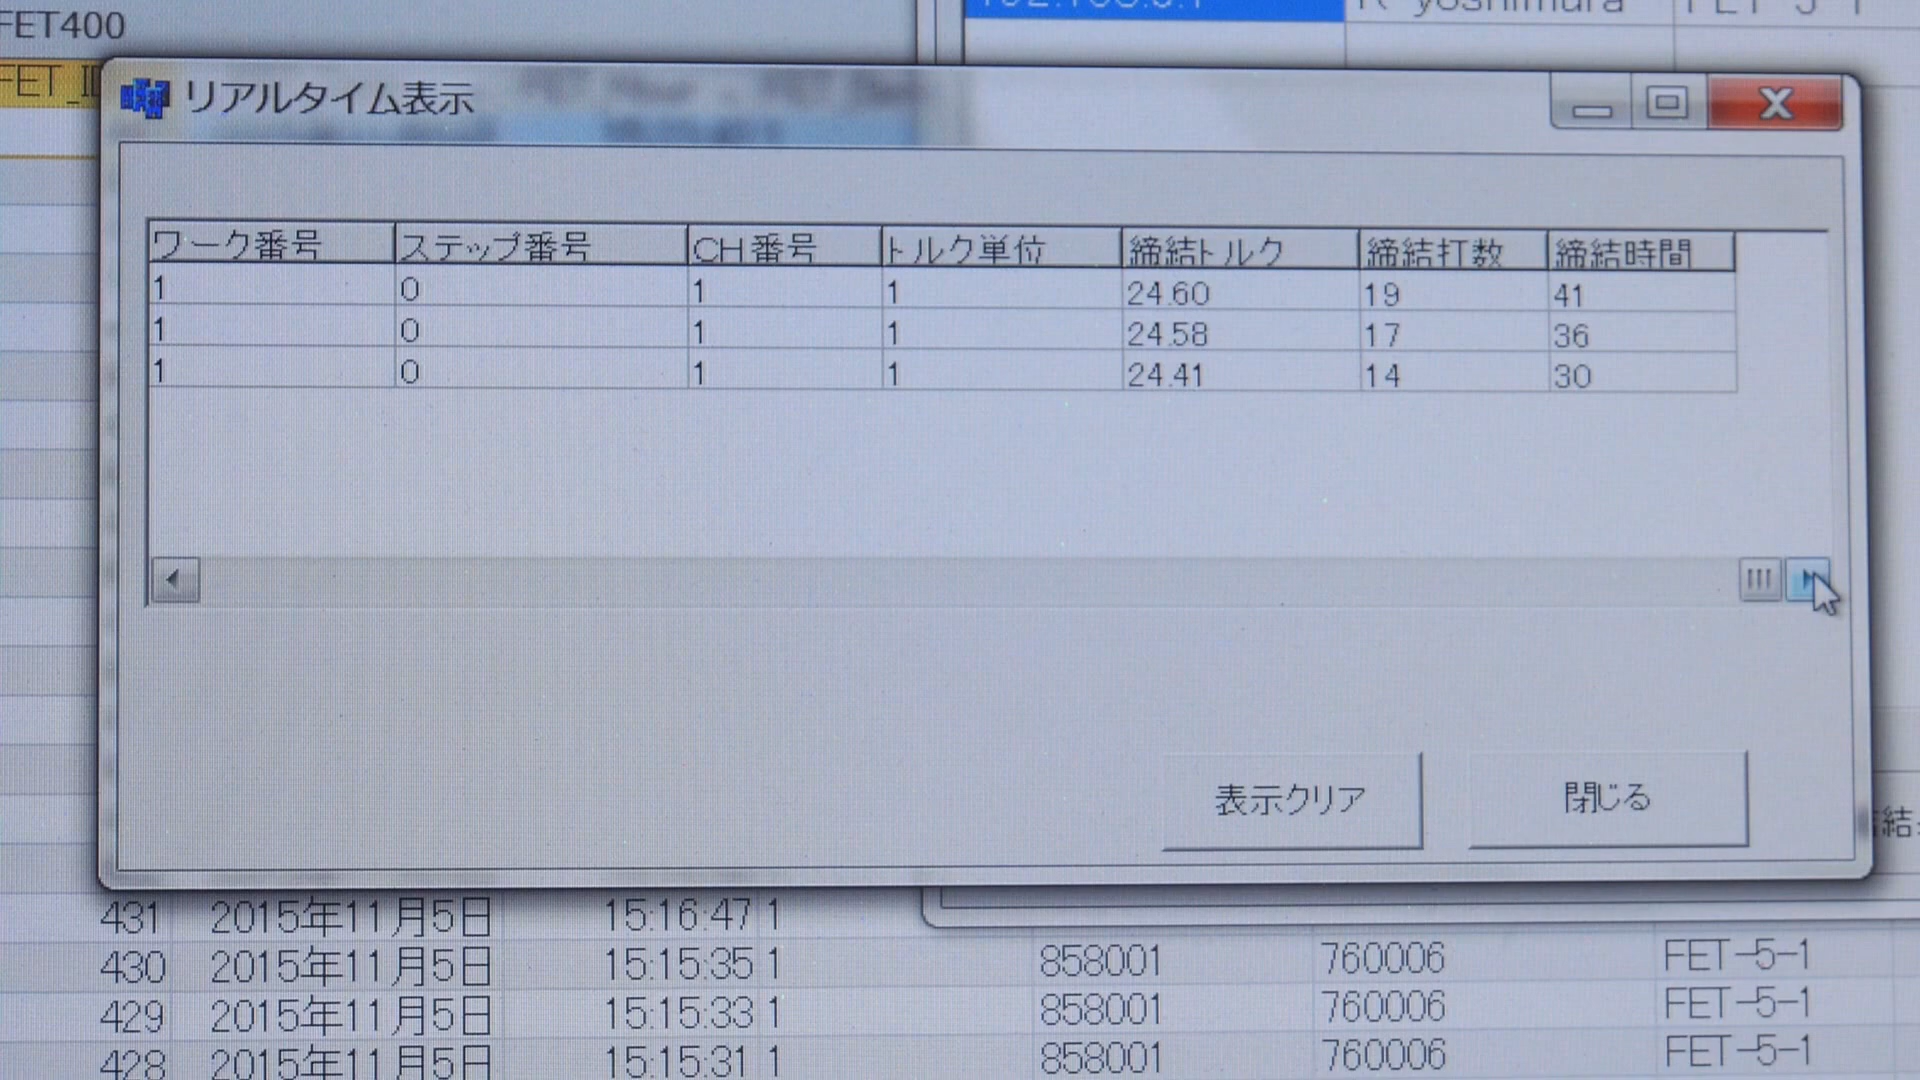 FET400
yoshimura
リアルタイム表示
ワーク番号 ステップ番号 CH番号 トルク単位 締結トルク 締結打数 締結時間
1 0 1 1 24.60 19 41
1 0 1 1 24.58 17 36
1 0 1 1 24.41 14 30
表示クリア 閉じる
431 2015年11月5日 15:16:47 1
430 2015年11月5日 15:15:35 1 858001 760006 FET-5-1
429 2015年11月5日 15:15:33 1 858001 760006 FET-5-1
428 2015年11月5日 15:15:31 1 858001 760006 FET-5-1